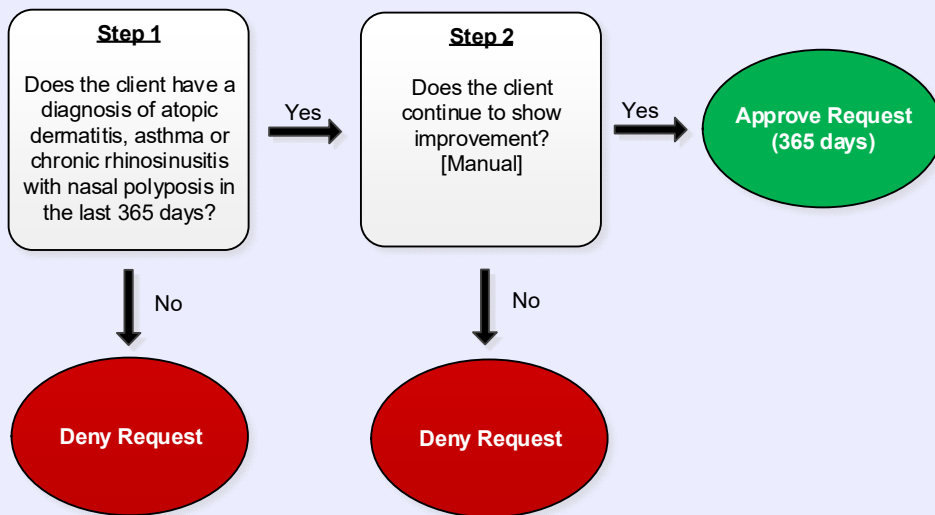 Step 1
Does the client have a
diagnosis of atopic
dermatitis, asthma or
chronic rhinosinusitis
with nasal polyposis in
the last 365 days?
Yes
Step 2
Does the client
continue to show
improvement?
[Manual]
Yes
Approve Request
(365 days)
No
No
Deny Request
Deny Request